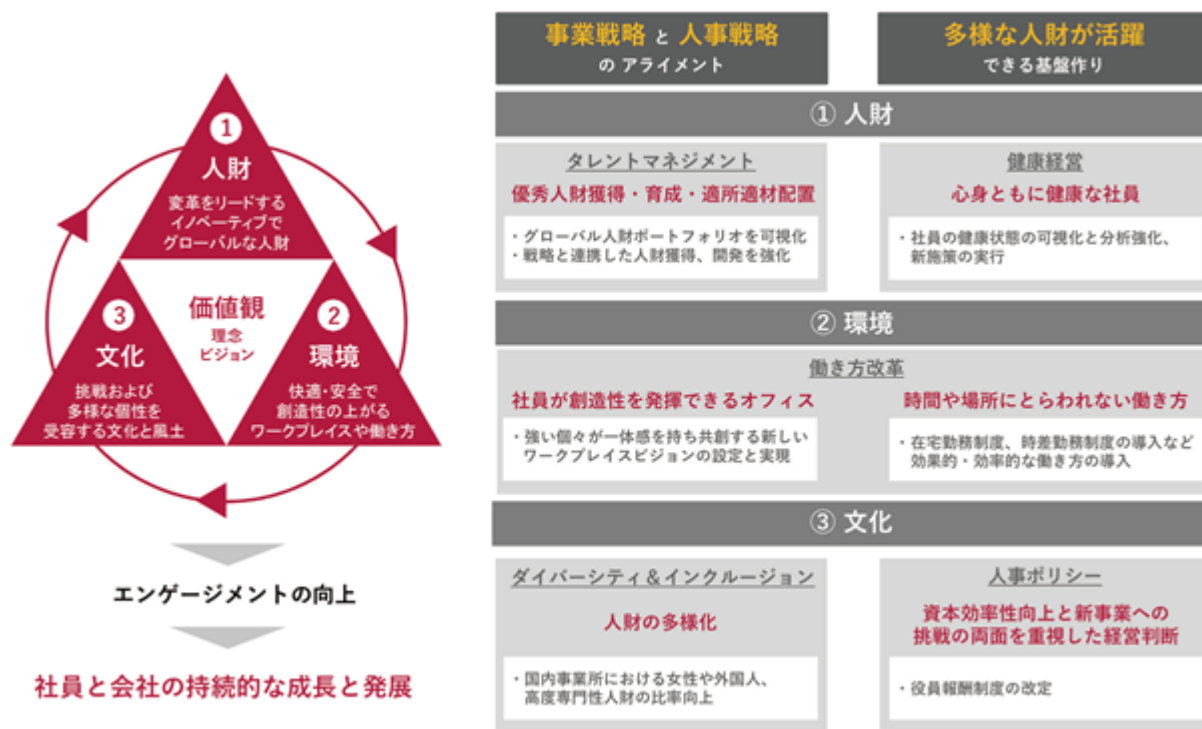 ①
人財
変革をリードする
イノベーティブで
グローバルな人財
価値観
理念
ビジョン
③
文化
挑戦および
多様な個性を
受容する文化と風土
②
環境
快適・安全で
創造性の上がる
ワークプレイスや働き方
エンゲージメントの向上
社員と会社の持続的な成長と発展
事業戦略 と 人事戦略
の アライメント
多様な人財が活躍
できる基盤作り
① 人財
タレントマネジメント
優秀人財獲得・育成・適所適材配置
・グローバル人財ポートフォリオを可視化
・戦略と連携した人財獲得、開発を強化
健康経営
心身ともに健康な社員
・社員の健康状態の可視化と分析強化、
新施策の実行
② 環境
働き方改革
社員が創造性を発揮できるオフィス
・強い個々が一体感を持ち共創する新しい
ワークプレイスビジョンの設定と実現
時間や場所にとらわれない働き方
・在宅勤務制度、時差勤務制度の導入など
効果的・効率的な働き方の導入
③ 文化
ダイバーシティ＆インクルージョン
人財の多様化
・国内事業所における女性や外国人、
高度専門性人財の比率向上
人事ポリシー
資本効率性向上と新事業への
挑戦の両面を重視した経営判断
・役員報酬制度の改定